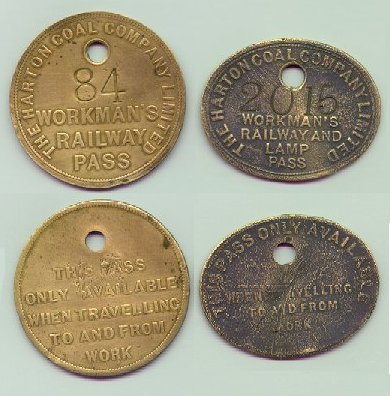 THE HARTON COAL COMPANY LIMITED
84
WORKMAN'S
RAILWAY
PASS
THE HARTON COAL COMPANY LIMITED
2015
WORKMAN'S
RAILWAY AND
LAMP
PASS
THIS PASS
ONLY AVAILABLE
WHEN TRAVELLING
TO AND FROM
WORK
THIS PASS ONLY AVAILABLE
WHEN TRAVELLING
TO AND FROM
WORK